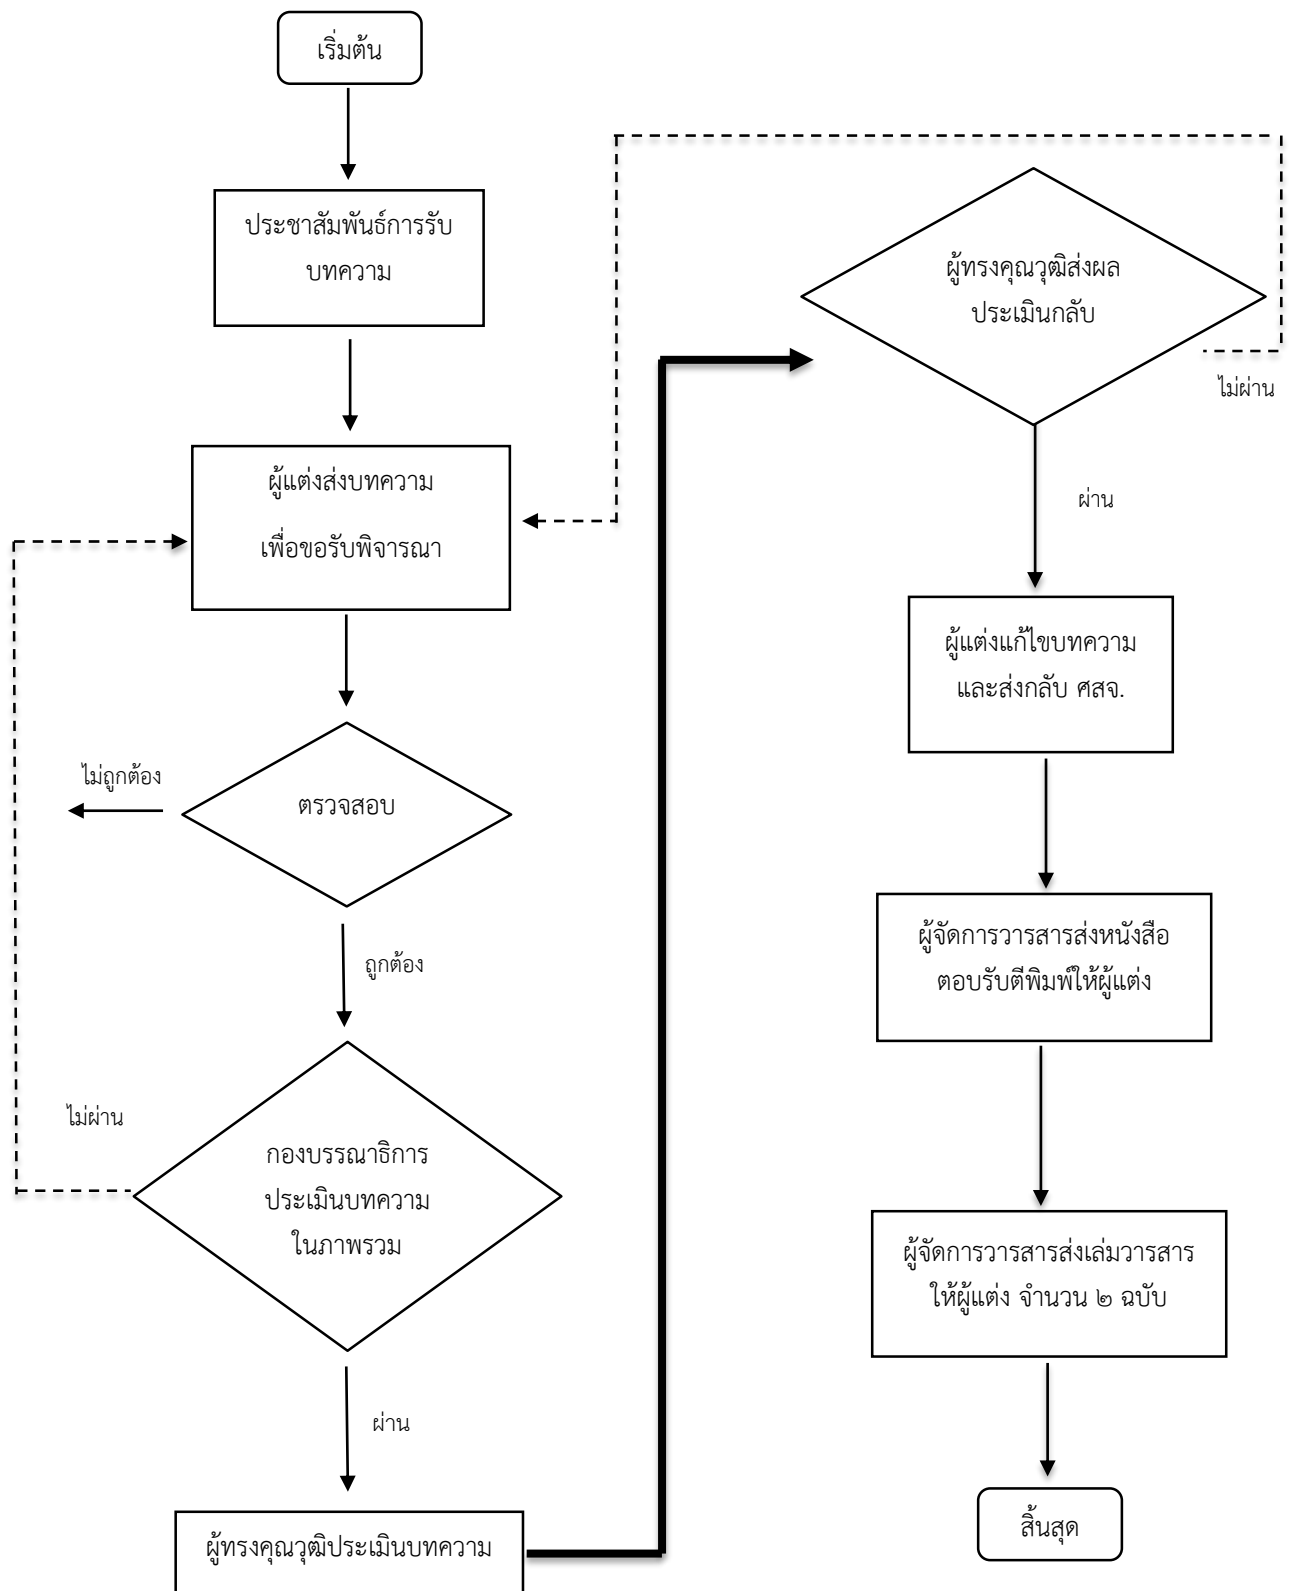 เริ่มต้น
ประชาสัมพันธ์การรับ
บทความ
ผู้แต่งส่งบทความ
เพื่อขอรับพิจารณา
ไม่ถูกต้อง
ตรวจสอบ
ถูกต้อง
ไม่ผ่าน
กองบรรณาธิการ
ประเมินบทความ
ในภาพรวม
ผ่าน
ผู้ทรงคุณวุฒิประเมินบทความ
ผู้ทรงคุณวุฒิส่งผล
ประเมินกลับ
ไม่ผ่าน
ผ่าน
ผู้แต่งแก้ไขบทความ
และส่งกลับ ศสจ.
ผู้จัดการวารสารส่งหนังสือ
ตอบรับตีพิมพ์ให้ผู้แต่ง
ผู้จัดการวารสารส่งเล่มวารสาร
ให้ผู้แต่ง จำนวน ๒ ฉบับ
สิ้นสุด